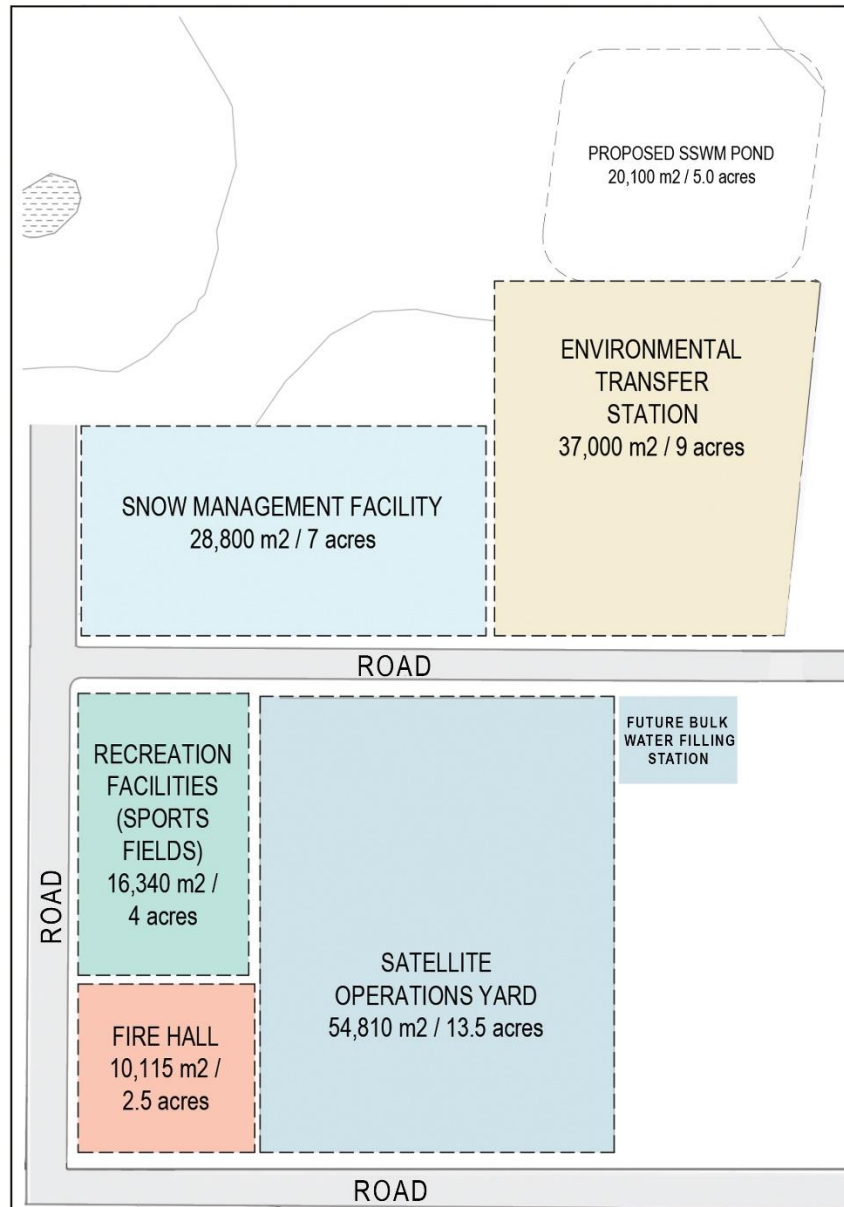 PROPOSED SSWM POND
20,100 m2 / 5.0 acres
ENVIRONMENTAL
TRANSFER
STATION
37,000 m2 / 9 acres
SNOW MANAGEMENT FACILITY
28,800 m2 / 7 acres
ROAD
RECREATION
FACILITIES
(SPORTS
FIELDS)
16,340 m2 /
4 acres
FUTURE BULK
WATER FILLING
STATION
ROAD
SATELLITE
OPERATIONS YARD
54,810 m2 / 13.5 acres
FIRE HALL
10,115 m2 /
2.5 acres
ROAD